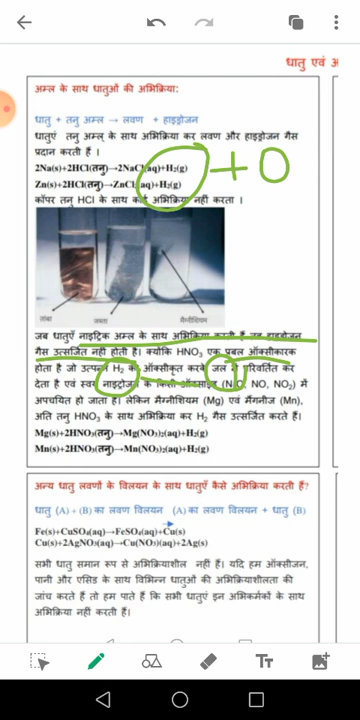 धातु एवं अ
अम्ल के साथ धातुओं की अभिक्रिया:
धातु + तनु अम्ल → लवण + हाइड्रोजन
धातुएं तनु अम्ल के साथ अभिक्रिया कर लवण और हाइड्रोजन गैस
प्रदान करती हैं ।
2Na(s)+2HCl(तनु)→2NaCl(aq)+H₂(g)
+O
Zn(s)+2HCl(तनु)→ZnCl₂(aq)+H₂(g)
कॉपर तनु HCl के साथ कोई अभिक्रिया नहीं करता ।
तांबा जस्ता मैग्नीशियम
जब धातुएँ नाइट्रिक अम्ल के साथ अभिक्रिया करती हैं तब हाइड्रोजन
गैस उत्सर्जित नही होती है। क्योंकि HNO₃ एक प्रबल ऑक्सीकारक
होता है जो उत्पन्न H₂ को ऑक्सीकृत करके जल में परिवर्तित कर
देता है एवं स्वयं नाइट्रोजन के किसी ऑक्साइड (N₂O, NO, NO₂) में
अपचयित हो जाता है। लेकिन मैग्नीशियम (Mg) एवं मैंगनीज (Mn),
अति तनु HNO₃ के साथ अभिक्रिया कर H₂ गैस उत्सर्जित करते हैं।
Mg(s)+2HNO₃(तनु)→Mg(NO₃)₂(aq)+H₂(g)
Mn(s)+2HNO₃(तनु)→Mn(NO₃)₂(aq)+H₂(g)
अन्य धातु लवणों के विलयन के साथ धातुएँ कैसे अभिक्रिया करती हैं?
धातु (A) + (B) का लवण विलयन (A) का लवण विलयन + धातु (B)
Fe(s)+CuSO₄(aq)→FeSO₄(aq)+Cu(s)
Cu(s)+2AgNO₃(aq)→Cu(NO₃)(aq)+2Ag(s)
सभी धातु समान रूप से अभिक्रियाशील नहीं हैं। यदि हम ऑक्सीजन,
पानी और एसिड के साथ विभिन्न धातुओं की अभिक्रियाशीलता की
जांच करते हैं तो हम पाते हैं कि सभी धातुएं इन अभिकर्मकों के साथ
अभिक्रिया नहीं करती हैं।
Tт